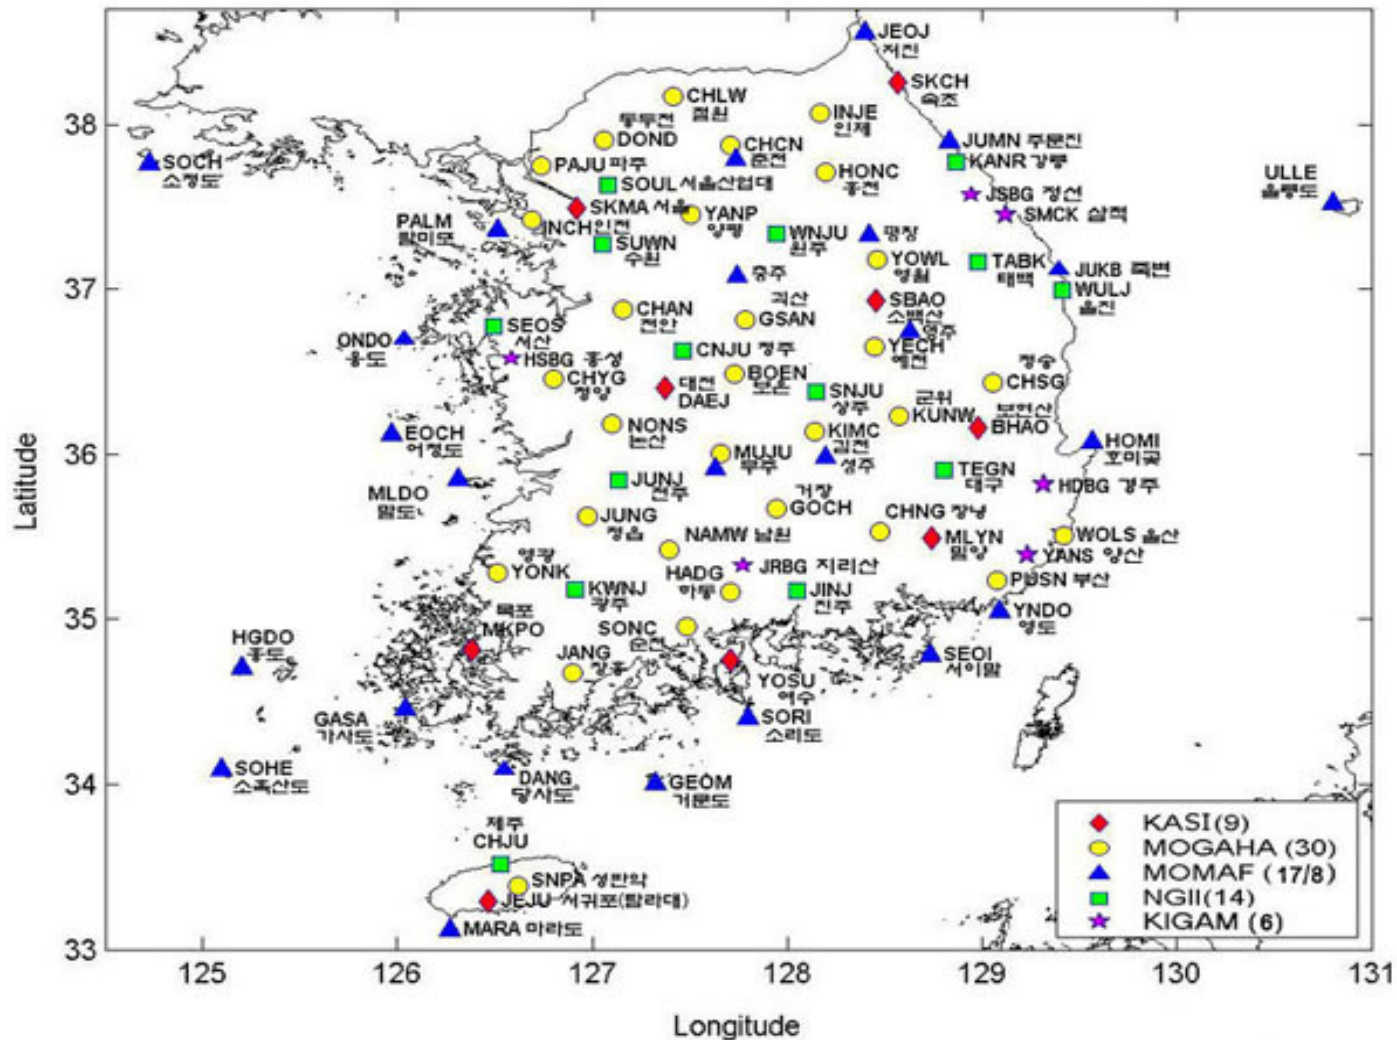 JEOJ
저진
SKCH
속초
CHLW
철원
INJE
인제
동두천
DOND
CHCN
춘천
JUMN 주문진
KANR 강릉
SOCH
소청도
PAJU 파주
HONC
홍천
ULLE
울릉도
SOUL 서울산업대
JSBG 정선
SKMA 서울
YANP
양평
SMCK 삼척
PALM
팔미도
INCH 인천
SUWN
수원
WNJU
원주
평창
YOWL
영월
TABK
태백
JUKB 죽변
충주
WULJ
울진
CHAN
천안
괴산
GSAN
SBAO
소백산
영주
SEOS
서산
ONDO
옹도
HSBG 홍성
CNJU 청주
YECH
예천
청송
CHSG
CHYG
청양
대전
DAEJ
BOEN
보은
SNJU
상주
군위
KUNW
보현산
BHAO
NONS
논산
KIMC
김천
EOCH
어청도
HOMI
호미곶
MUJU
무주
성주
MLDO
말도
JUNJ
전주
TEGN
대구
HDBG 경주
거창
GOCH
JUNG
정읍
CHNG 창녕
NAMW 남원
MLYN
밀양
WOLS 울산
영광
YONK
JRBG 지리산
YANS 양산
HADG
하동
KWNJ
광주
JINJ
진주
PUSN 부산
목포
MKPO
SONC
순천
YNDO
영도
HGDO
홍도
JANG
장흥
SEOI
서이말
YOSU
여수
GASA
가사도
SORI
소리도
SOHE
소흑산도
DANG
당사도
GEOM
거문도
제주
CHJU
SNPA 성판악
JEJU 서귀포(탐라대)
MARA 마라도
KASI(9)
MOGAHA (30)
MOMAF (17/8)
NGII(14)
KIGAM (6)
38
37
36
35
34
33
Latitude
125 126 127 128 129 130 131
Longitude